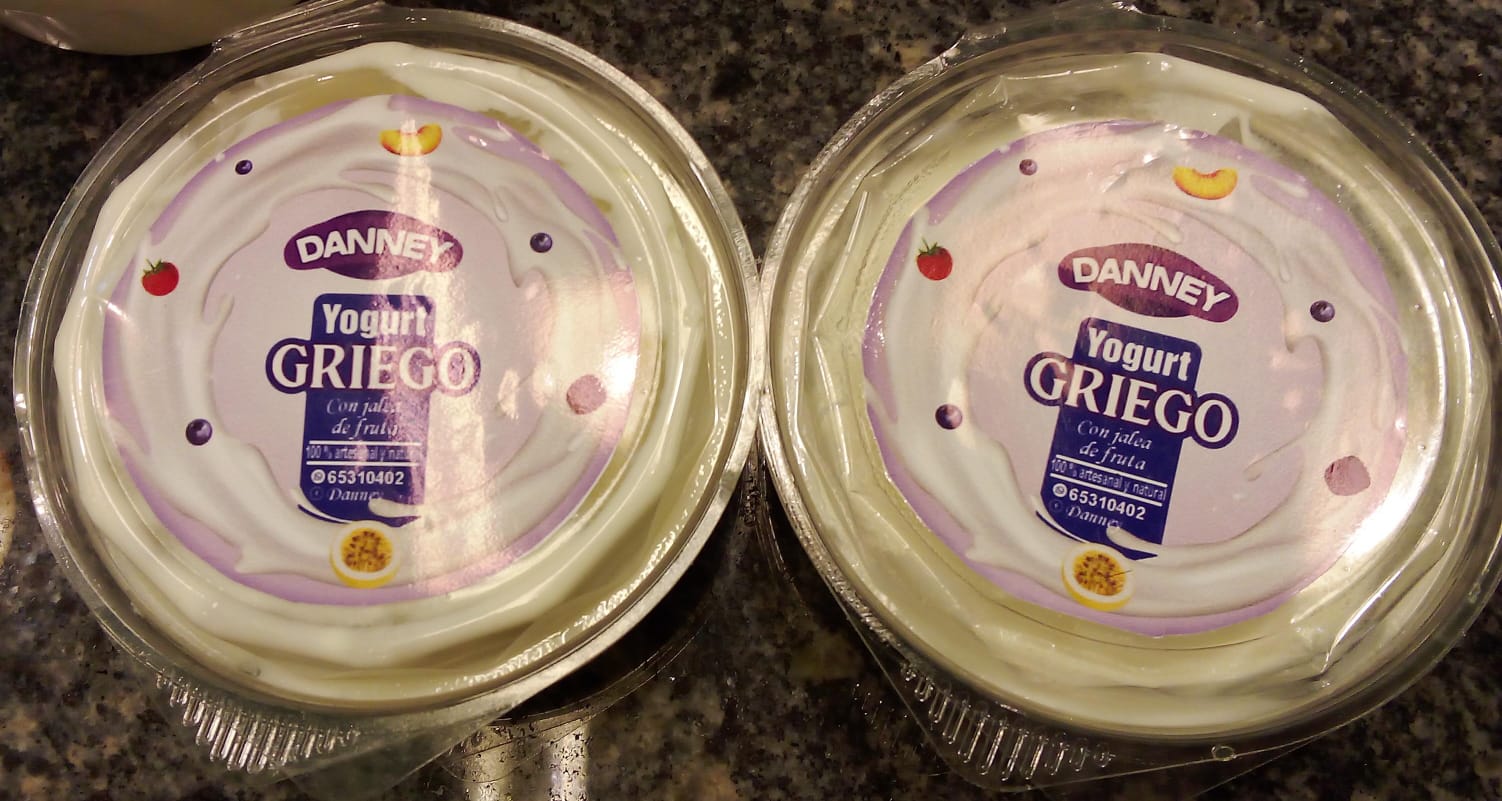 DANNEY
Yogurt
GRIEGO
Con jalea
de fruta
100 % artesanal y natural
65310402
Danney
DANNEY
Yogurt
GRIEGO
Con jalea
de fruta
100 % artesanal y natural
65310402
Danney